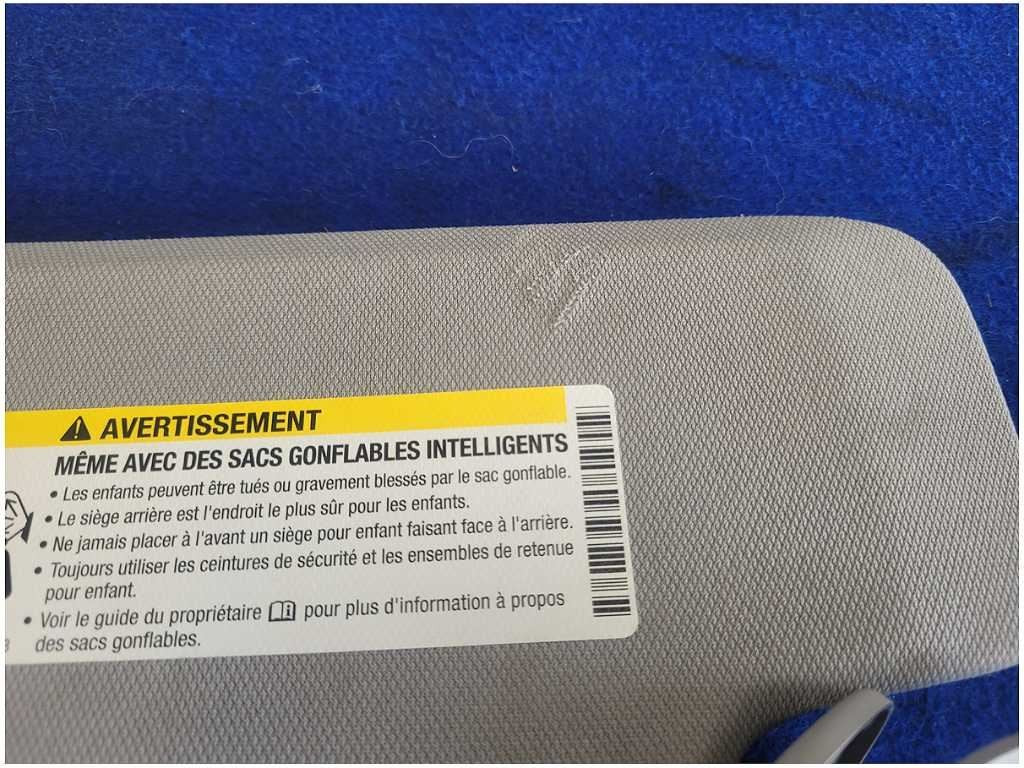 AVERTISSEMENT
MÊME AVEC DES SACS GONFLABLES INTELLIGENTS
• Les enfants peuvent être tués ou gravement blessés par le sac gonflable.
• Le siège arrière est l'endroit le plus sûr pour les enfants.
• Ne jamais placer à l'avant un siège pour enfant faisant face à l'arrière.
• Toujours utiliser les ceintures de sécurité et les ensembles de retenue
pour enfant.
• Voir le guide du propriétaire pour plus d'information à propos
des sacs gonflables.